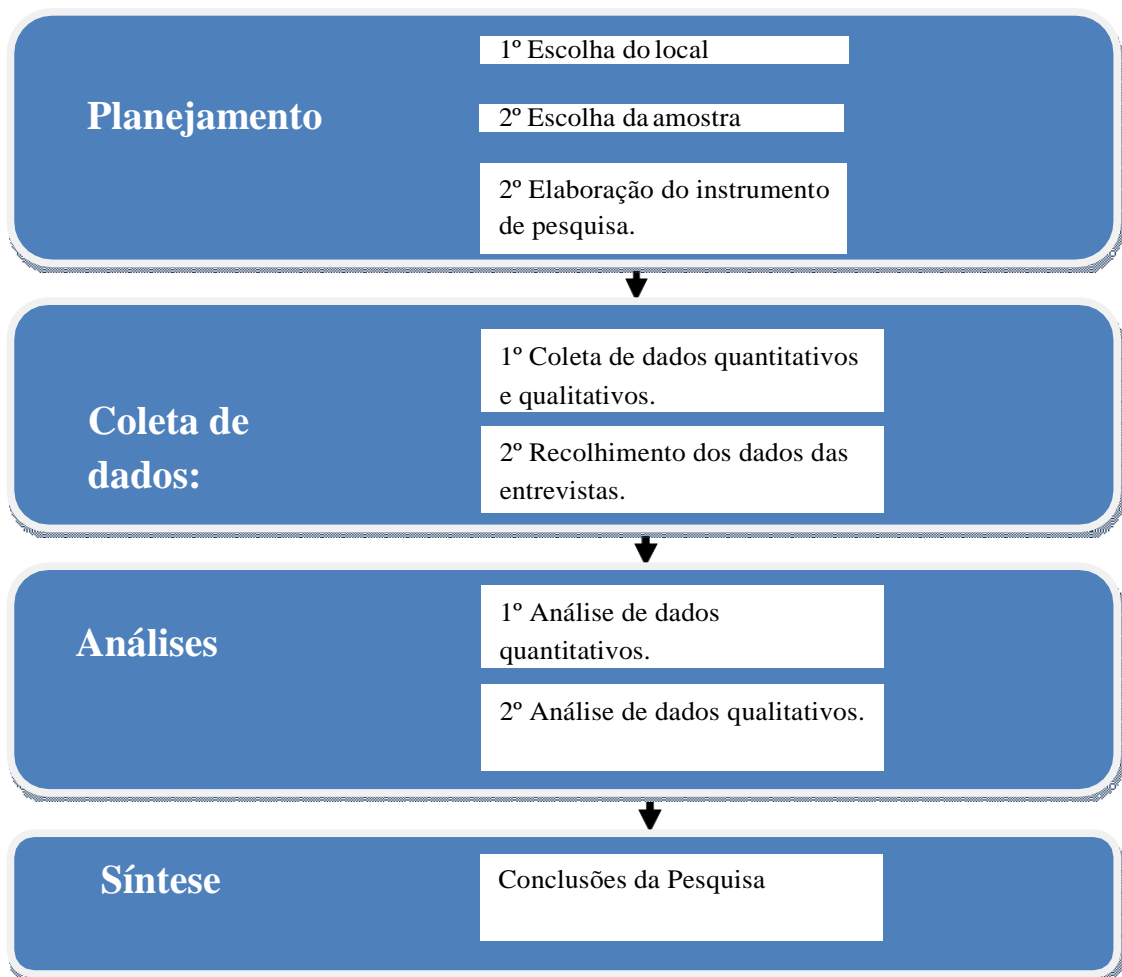 Planejamento
1º Escolha do local
2º Escolha da amostra
2º Elaboração do instrumento
de pesquisa.
Coleta de
dados:
1º Coleta de dados quantitativos
e qualitativos.
2º Recolhimento dos dados das
entrevistas.
Análises
1º Análise de dados
quantitativos.
2º Análise de dados qualitativos.
Síntese
Conclusões da Pesquisa